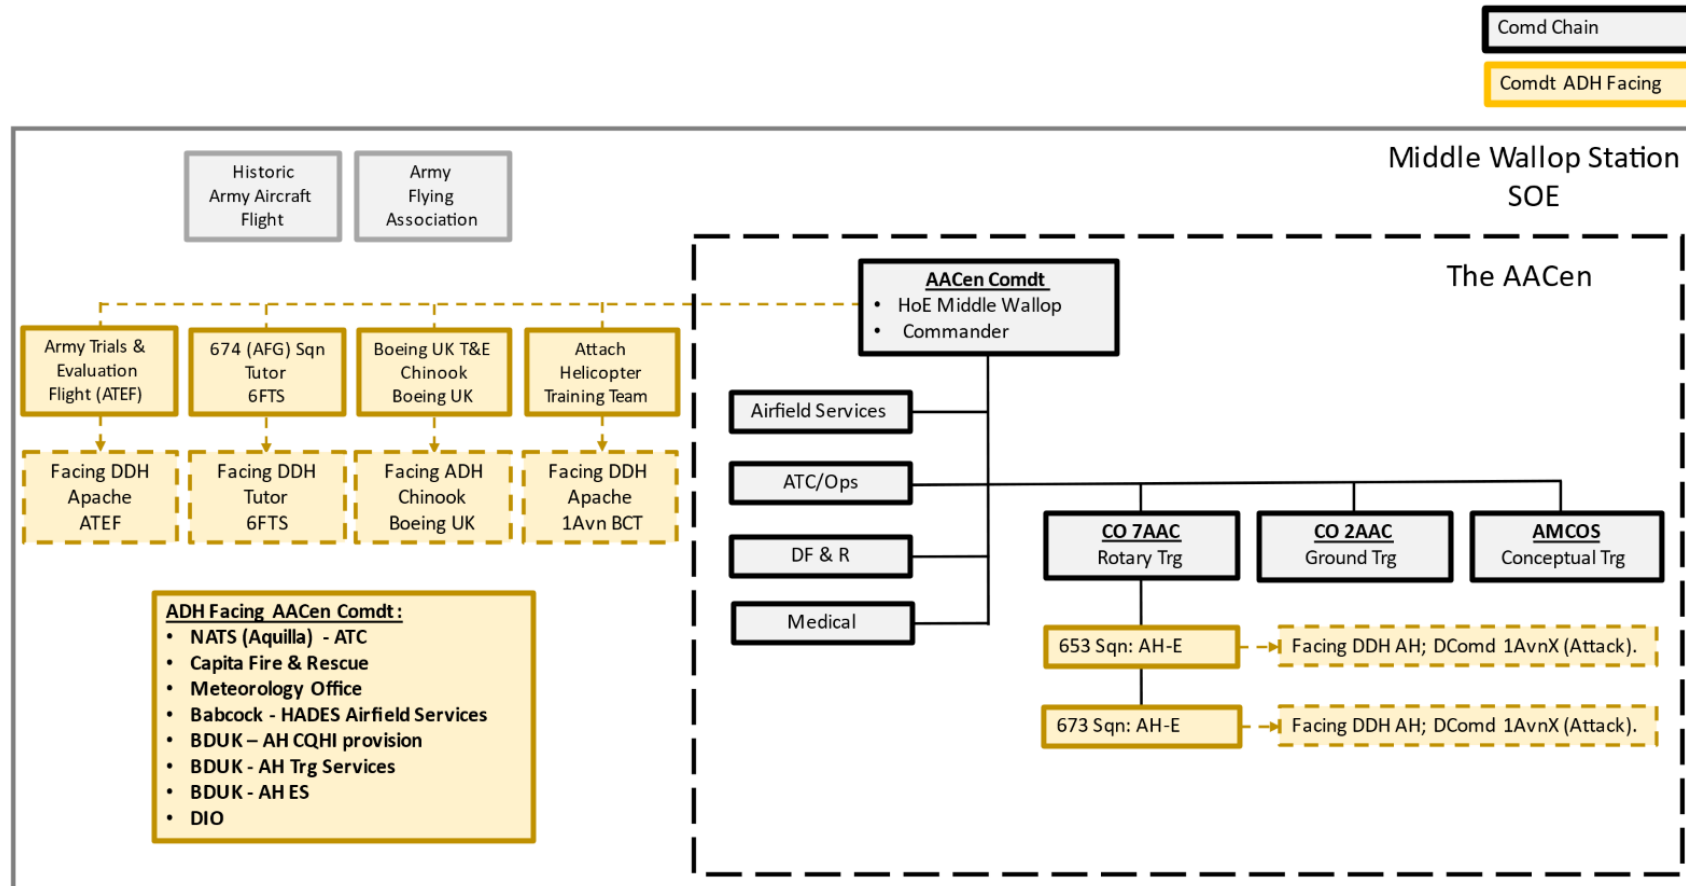 Comd Chain
Comdt ADH Facing
Middle Wallop Station
SOE
Historic
Army Aircraft
Flight
Army
Flying
Association
The AACen
AACen Comdt
• HoE Middle Wallop
• Commander
Army Trials &
Evaluation
Flight (ATEF)
674 (AFG) Sqn
Tutor
6FTS
Boeing UK T&E
Chinook
Boeing UK
Attach
Helicopter
Training Team
Facing DDH
Apache
ATEF
Facing DDH
Tutor
6FTS
Facing ADH
Chinook
Boeing UK
Facing DDH
Apache
1Avn BCT
Airfield Services
ATC/Ops
DF & R
Medical
CO 7AAC
Rotary Trg
CO 2AAC
Ground Trg
AMCOS
Conceptual Trg
653 Sqn: AH-E
Facing DDH AH; DComd 1AvnX (Attack).
673 Sqn: AH-E
Facing DDH AH; DComd 1AvnX (Attack).
ADH Facing AACen Comdt :
• NATS (Aquilla) - ATC
• Capita Fire & Rescue
• Meteorology Office
• Babcock - HADES Airfield Services
• BDUK – AH CQHI provision
• BDUK - AH Trg Services
• BDUK - AH ES
• DIO